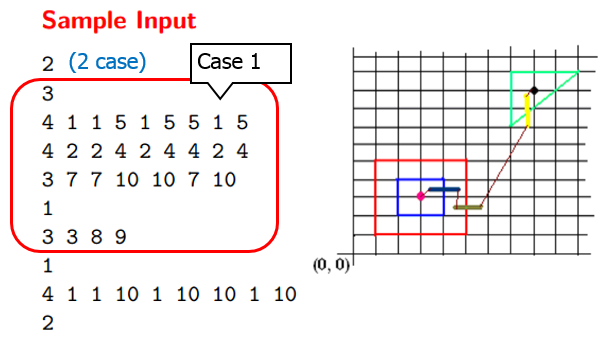 Sample Input
2 (2 case)
Case 1
3
4 1 1 5 1 5 5 1 5
4 2 2 4 2 4 4 2 4
3 7 7 10 10 7 10
1
3 3 8 9
1
4 1 1 10 1 10 10 1 10
2
(0, 0)